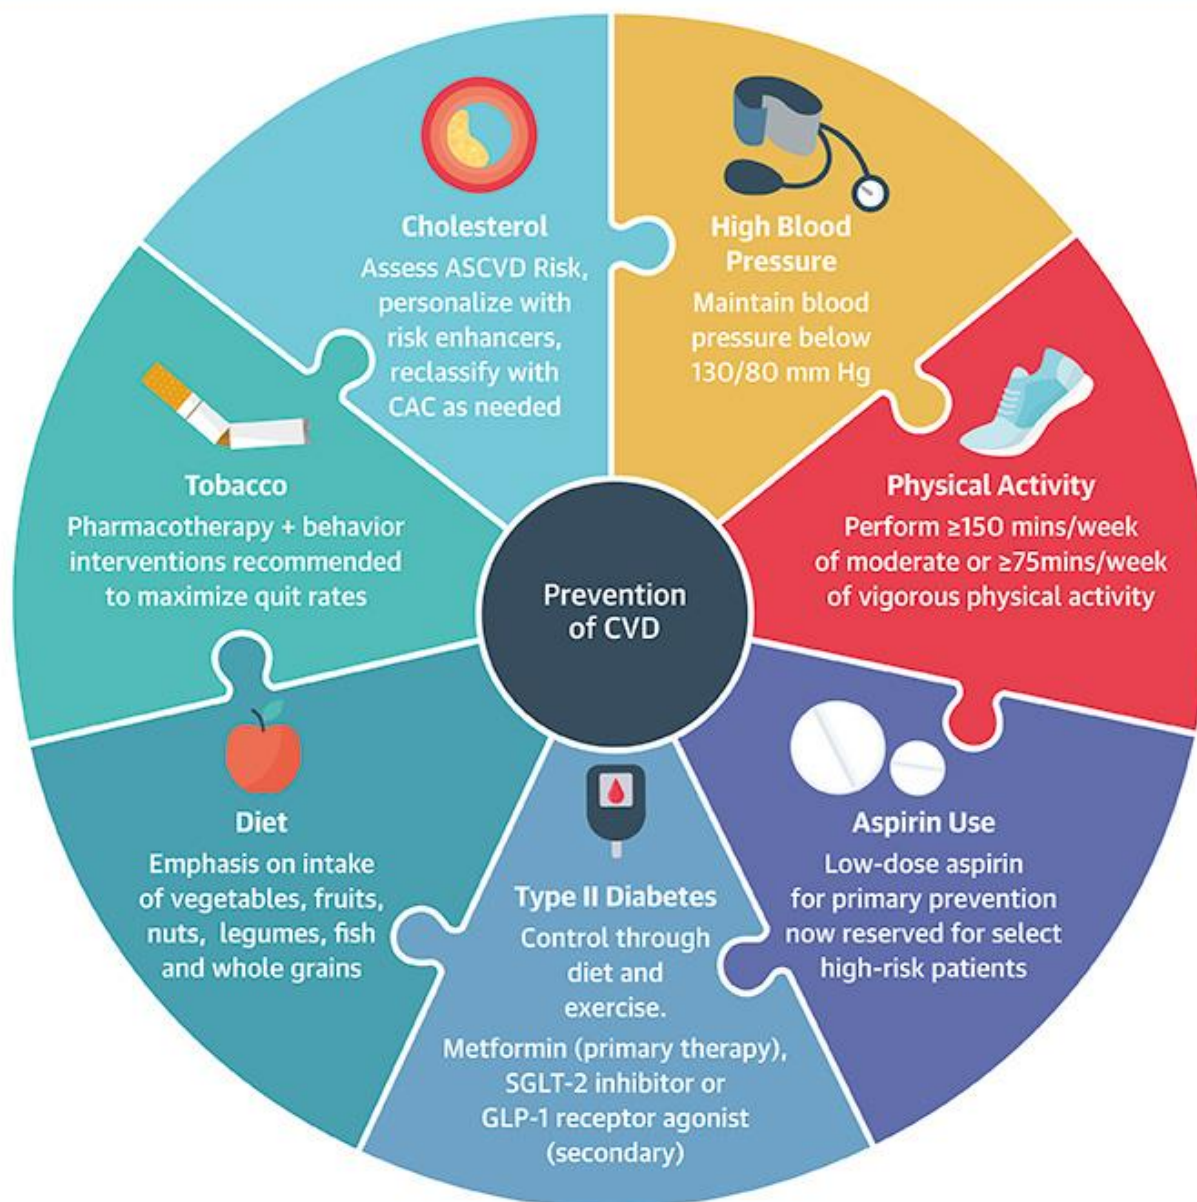 Cholesterol
Assess ASCVD Risk,
personalize with
risk enhancers,
reclassify with
CAC as needed
High Blood
Pressure
Maintain blood
pressure below
130/80 mm Hg
Physical Activity
Perform ≥150 mins/week
of moderate or ≥75mins/week
of vigorous physical activity
Aspirin Use
Low-dose aspirin
for primary prevention
now reserved for select
high-risk patients
Type II Diabetes
Control through
diet and
exercise.
Metformin (primary therapy),
SGLT-2 inhibitor or
GLP-1 receptor agonist
(secondary)
Diet
Emphasis on intake
of vegetables, fruits,
nuts, legumes, fish
and whole grains
Tobacco
Pharmacotherapy + behavior
interventions recommended
to maximize quit rates
Prevention
of CVD